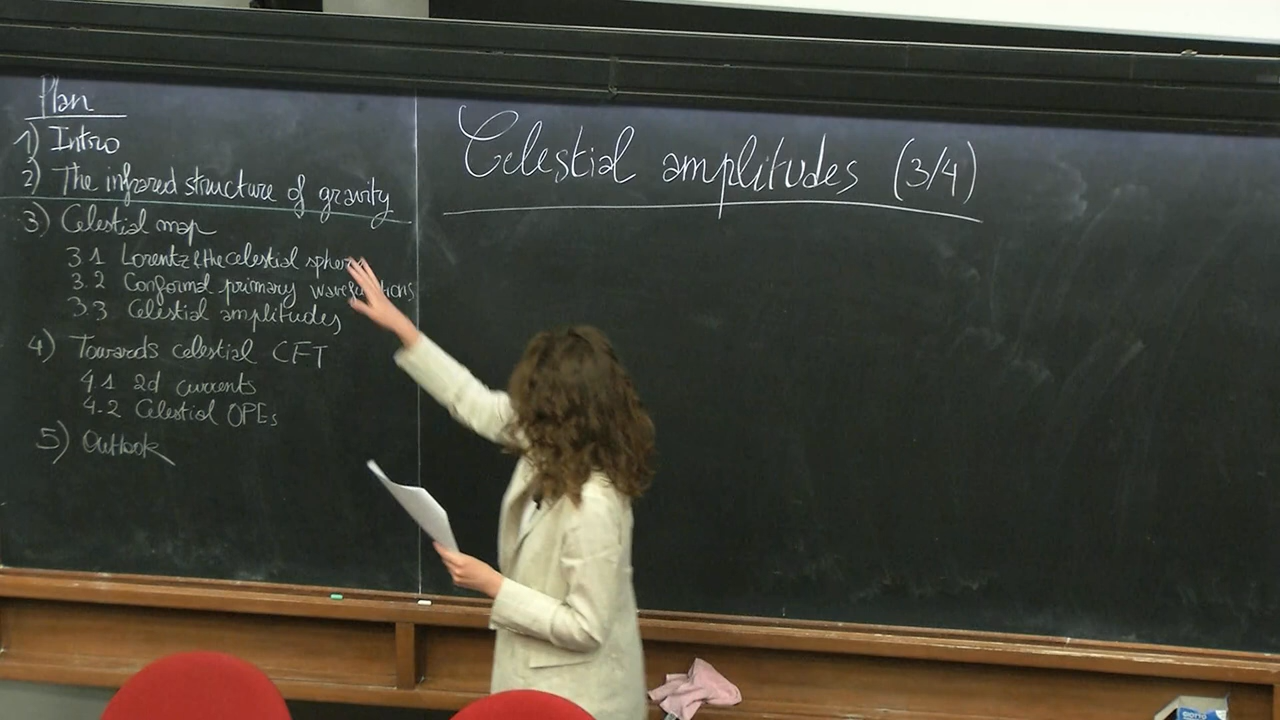 Plan
1) Intro
2) The infrared structure of gravity
3) Celestial map
3.1 Lorentz & the celestial sphere
3.2 Conformal primary wavefunctions
3.3 Celestial amplitudes
4) Towards celestial CFT
4.1 2d currents
4.2 Celestial OPEs
5) Outlook
Celestial amplitudes (3/4)
GIOTTO